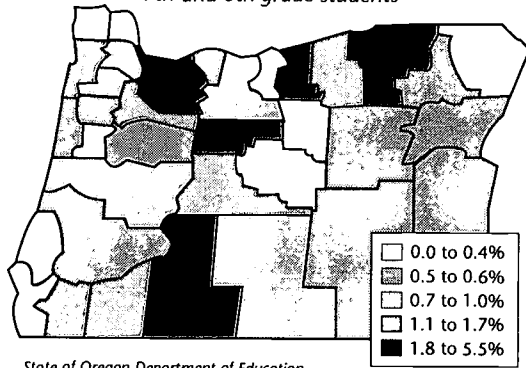 7th and 8th grade students
0.0 to 0.4%
0.5 to 0.6%
0.7 to 1.0%
1.1 to 1.7%
1.8 to 5.5%
State of Oregon Department of Education